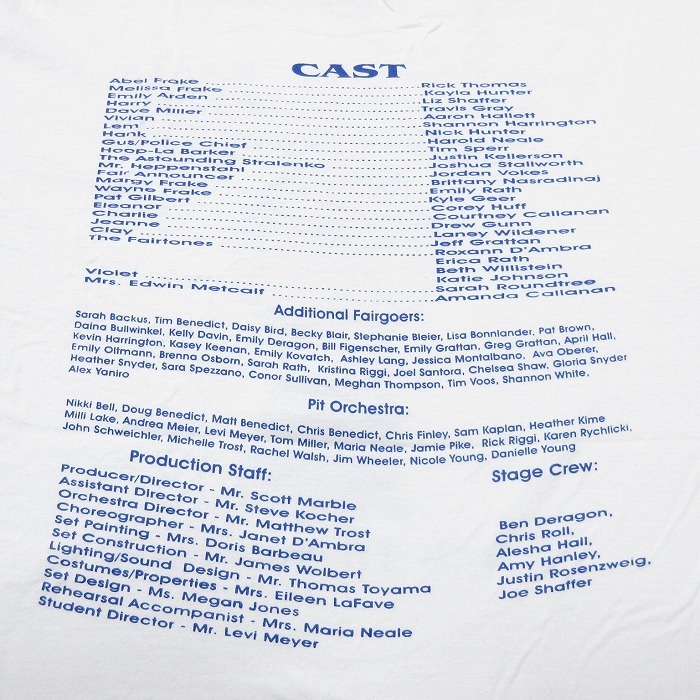 CAST
Abel Frake ........ Rick Thomas
Melissa Frake ........ Kayla Hunter
Emily Arden ........ Liz Shaffer
Harry ........ Travis Gray
Dave Miller ........ Aaron Hallett
Vivian ........ Shannon Harrington
Lem ........ Nick Hunter
Hank ........ Harold Neale
Gus/Police Chief ........ Tim Sperr
Hoop-La Barker ........ Justin Kellerson
The Astounding Stralenko ........ Joshua Stallworth
Mr. Heppenstahl ........ Jordan Vokes
Fair Announcer ........ Brittany Nasradinaj
Margy Frake ........ Emily Rath
Wayne Frake ........ Kyle Geer
Pat Gilbert ........ Corey Huff
Eleanor ........ Courtney Callanan
Charlie ........ Drew Gunn
Jeanne ........ Laney Wildener
Clay ........ Jeff Grattan
The Fairtones ........ Roxann D'Ambra
Erica Rath
Beth Willistein
Katie Johnson
Violet ........ Sarah Roundtree
Mrs. Edwin Metcalf ........ Amanda Callanan
Additional Fairgoers:
Sarah Backus, Tim Benedict, Daisy Bird, Becky Blair, Stephanie Bleier, Lisa Bonnlander, Pat Brown,
Daina Bullwinkel, Kelly Davin, Emily Deragon, Bill Figenscher, Emily Grattan, Greg Grattan, April Hall,
Kevin Harrington, Kasey Keenan, Emily Kovatch, Ashley Lang, Jessica Montalbano, Ava Oberer,
Emily Oltmann, Brenna Osborn, Sarah Rath, Kristina Riggi, Joel Santora, Chelsea Shaw, Gloria Snyder
Heather Snyder, Sara Spezzano, Conor Sullivan, Meghan Thompson, Tim Voos, Shannon White,
Alex Yaniro
Pit Orchestra:
Nikki Bell, Doug Benedict, Matt Benedict, Chris Benedict, Chris Finley, Sam Kaplan, Heather Kime
Milli Lake, Andrea Meier, Levi Meyer, Tom Miller, Maria Neale, Jamie Pike, Rick Riggi, Karen Rychlicki,
John Schweichler, Michelle Trost, Rachel Walsh, Jim Wheeler, Nicole Young, Danielle Young
Production Staff:
Producer/Director - Mr. Scott Marble
Assistant Director - Mr. Steve Kocher
Orchestra Director - Mr. Matthew Trost
Choreographer - Mrs. Janet D'Ambra
Set Painting - Mrs. Doris Barbeau
Set Construction - Mr. James Wolbert
Lighting/Sound Design - Mr. Thomas Toyama
Costumes/Properties - Mrs. Eileen LaFave
Set Design - Ms. Megan Jones
Rehearsal Accompanist - Mrs. Maria Neale
Student Director - Mr. Levi Meyer
Stage Crew:
Ben Deragon,
Chris Roll,
Alesha Hall,
Amy Hanley,
Justin Rosenzweig,
Joe Shaffer